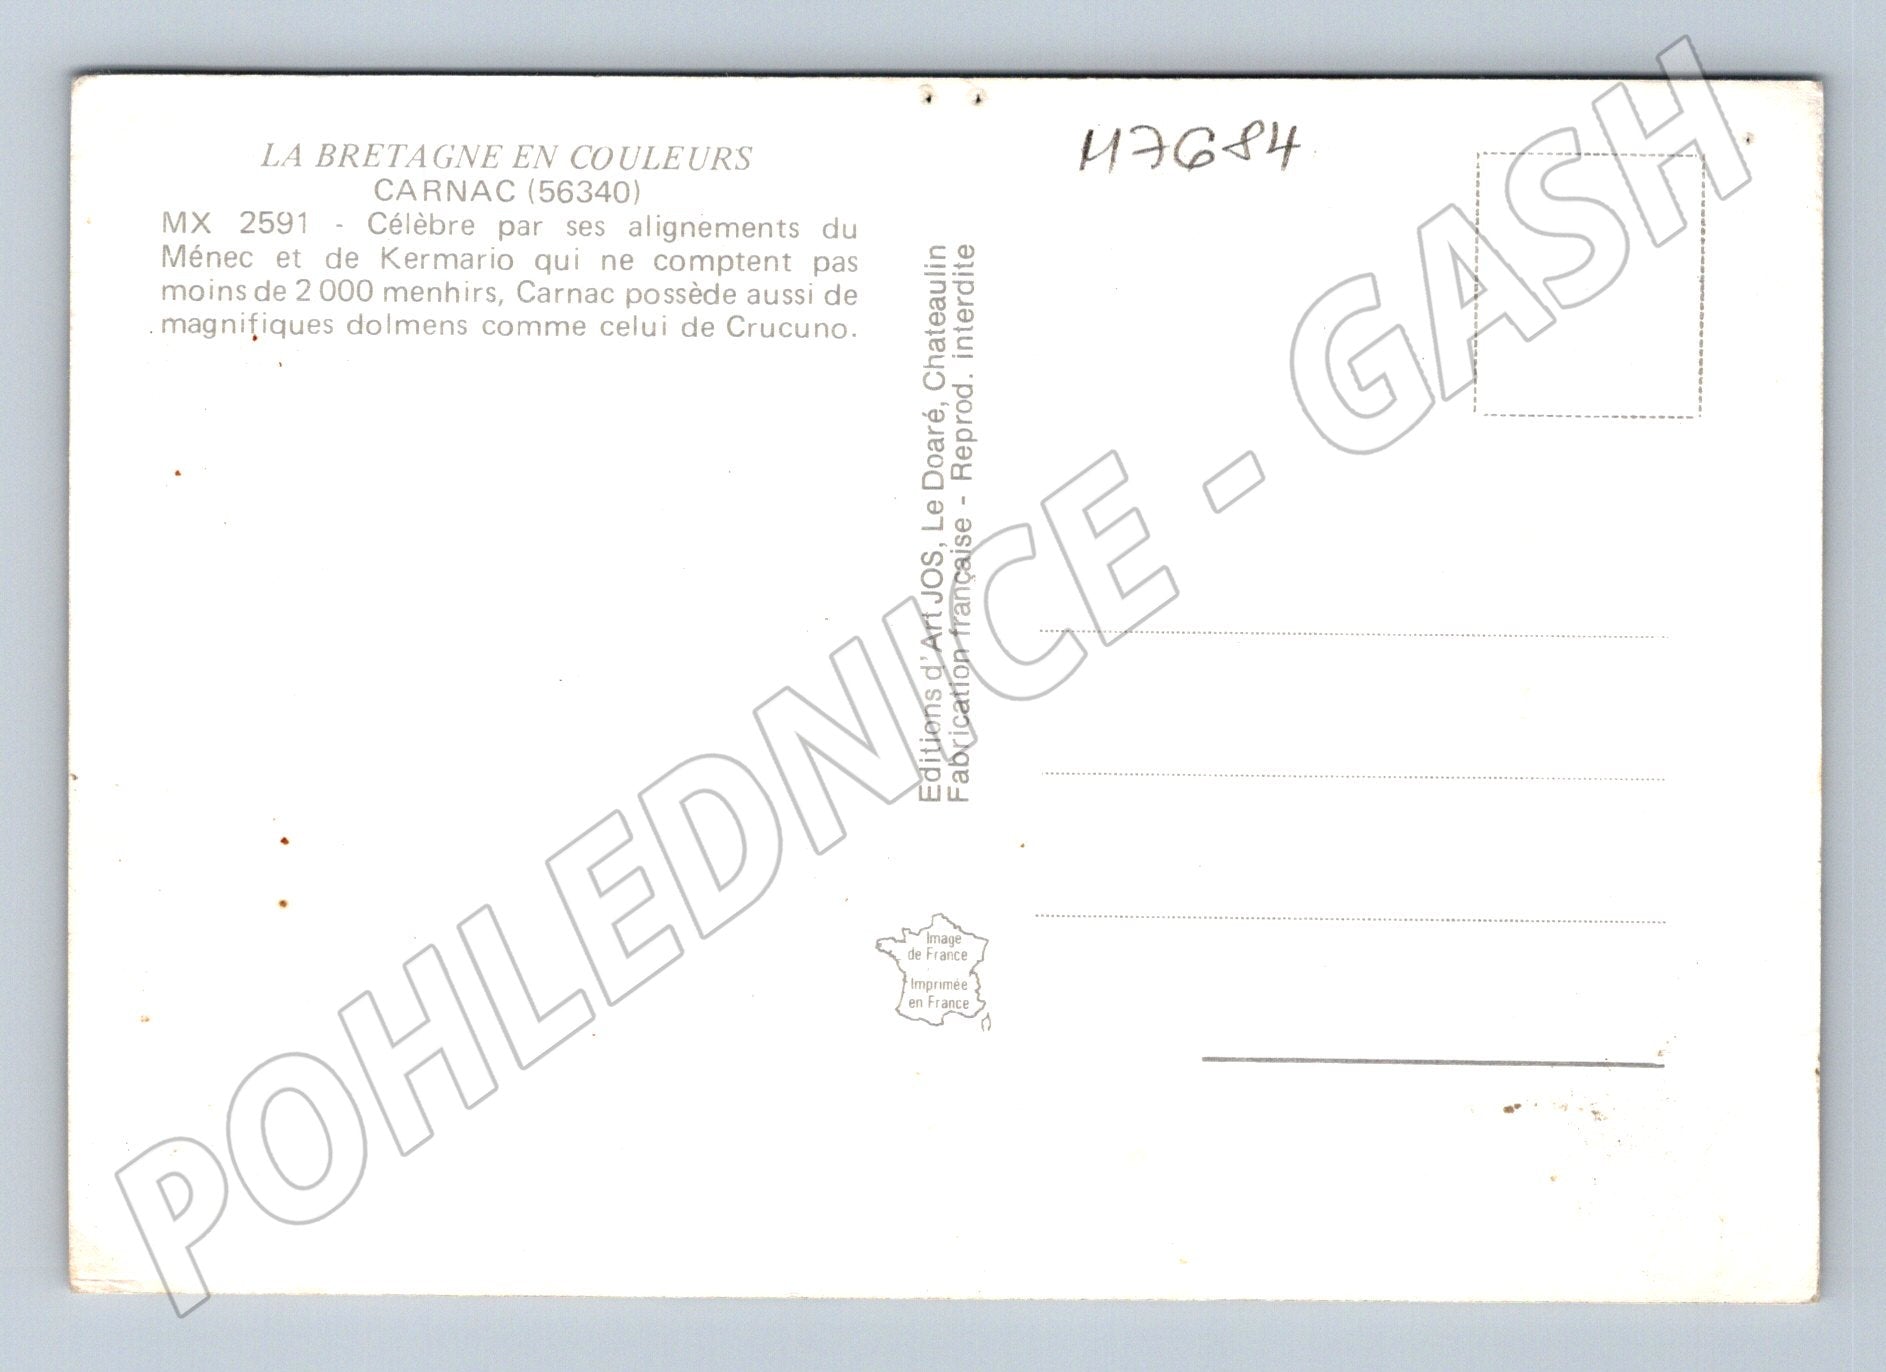 LA BRETAGNE EN COULEURS
CARNAC (56340)
MX 2591 - Célèbre par ses alignements du
Ménec et de Kermario qui ne comptent pas
moins de 2 000 menhirs, Carnac possède aussi de
magnifiques dolmens comme celui de Crucuno.
Editions d'Art JOS, Le Doaré, Chateaulin
Fabrication française - Reprod. interdite
Image
de France
Imprimée
en France
M7684
POHLEDNICE - GASH